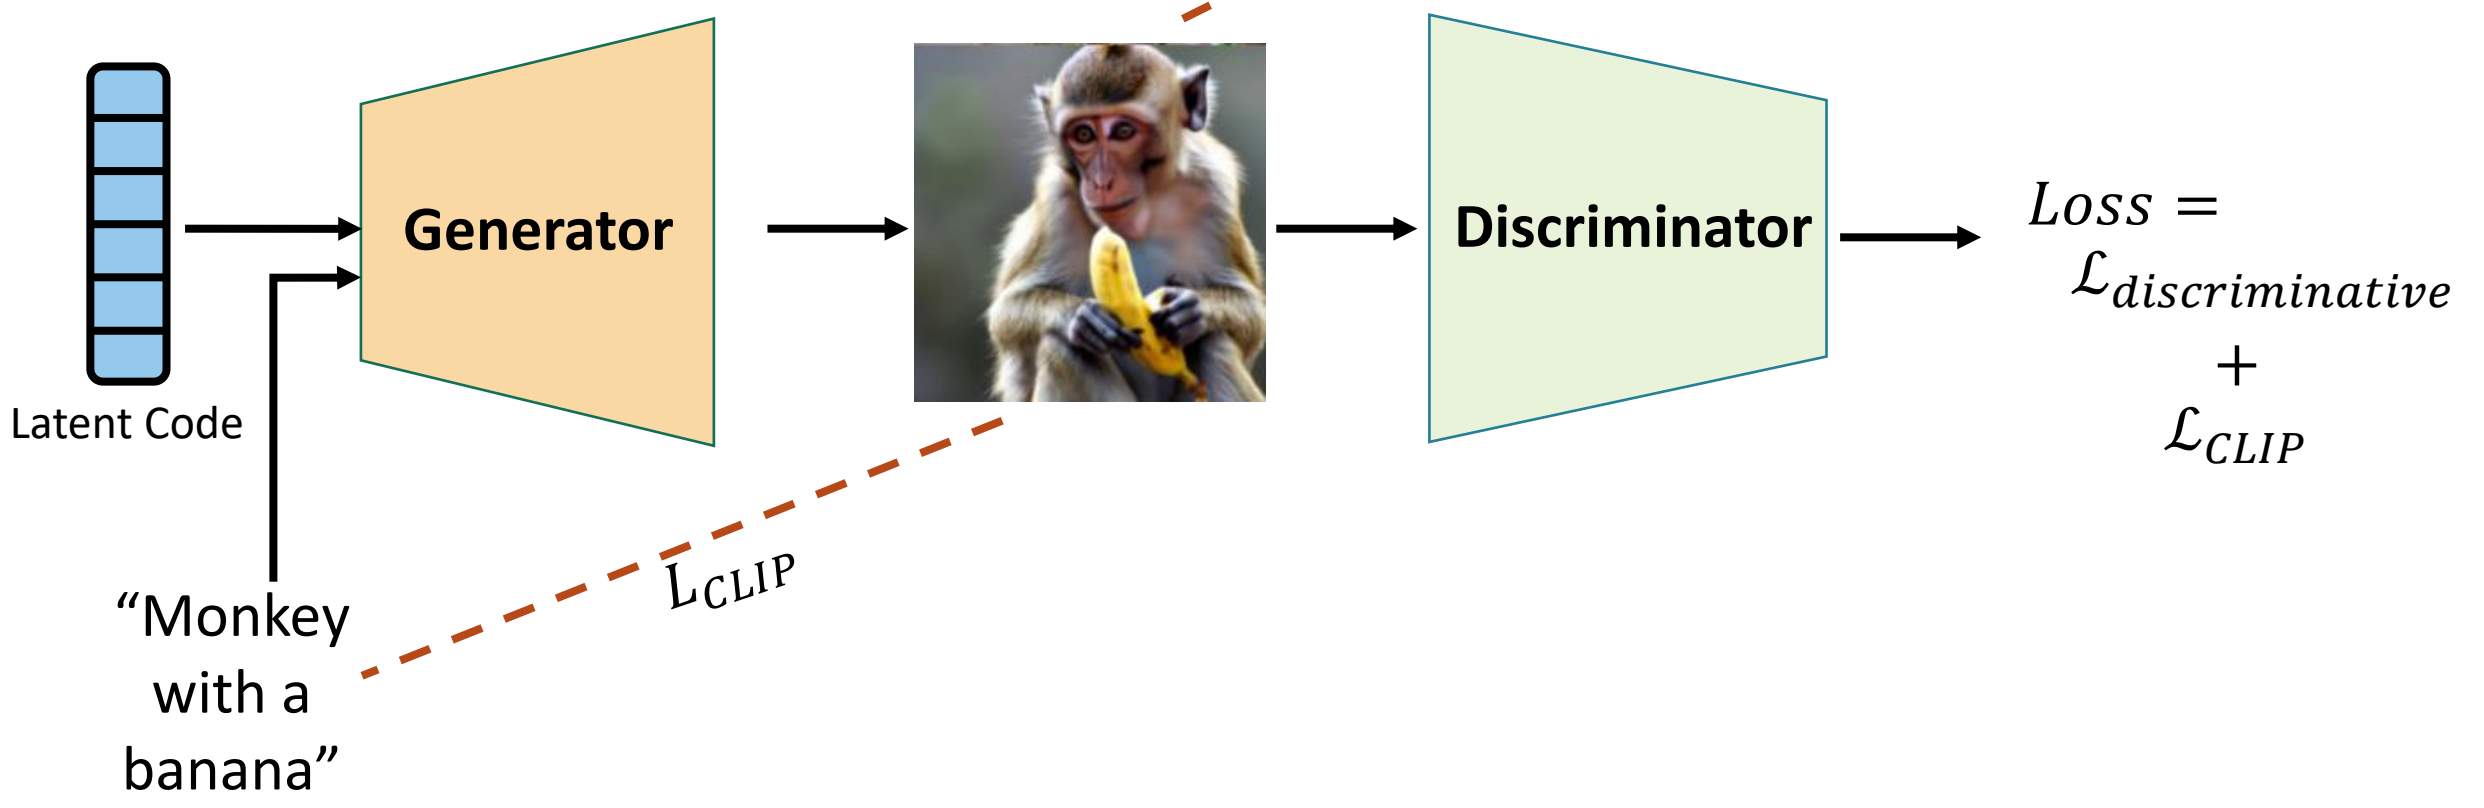 Generator
Discriminator
Loss =
ℒdiscriminative
+
ℒCLIP
Latent Code
LCLIP
“Monkey
with a
banana”